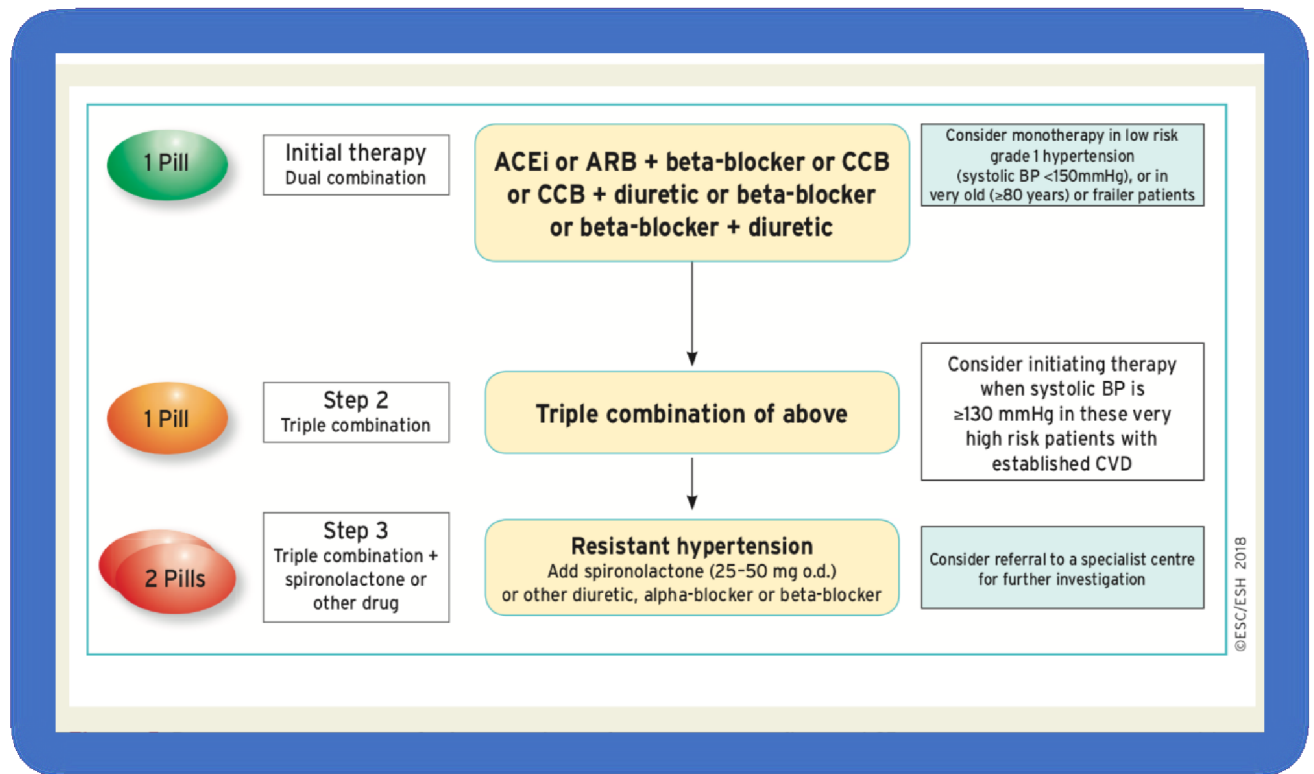 1 Pill
Initial therapy
Dual combination
ACEi or ARB + beta-blocker or CCB
or CCB + diuretic or beta-blocker
or beta-blocker + diuretic
Consider monotherapy in low risk
grade 1 hypertension
(systolic BP <150mmHg), or in
very old (≥80 years) or frailer patients
1 Pill
Step 2
Triple combination
Triple combination of above
Consider initiating therapy
when systolic BP is
≥130 mmHg in these very
high risk patients with
established CVD
2 Pills
Step 3
Triple combination +
spironolactone or
other drug
Resistant hypertension
Add spironolactone (25-50 mg o.d.)
or other diuretic, alpha-blocker or beta-blocker
Consider referral to a specialist centre
for further investigation
©ESC/ESH 2018